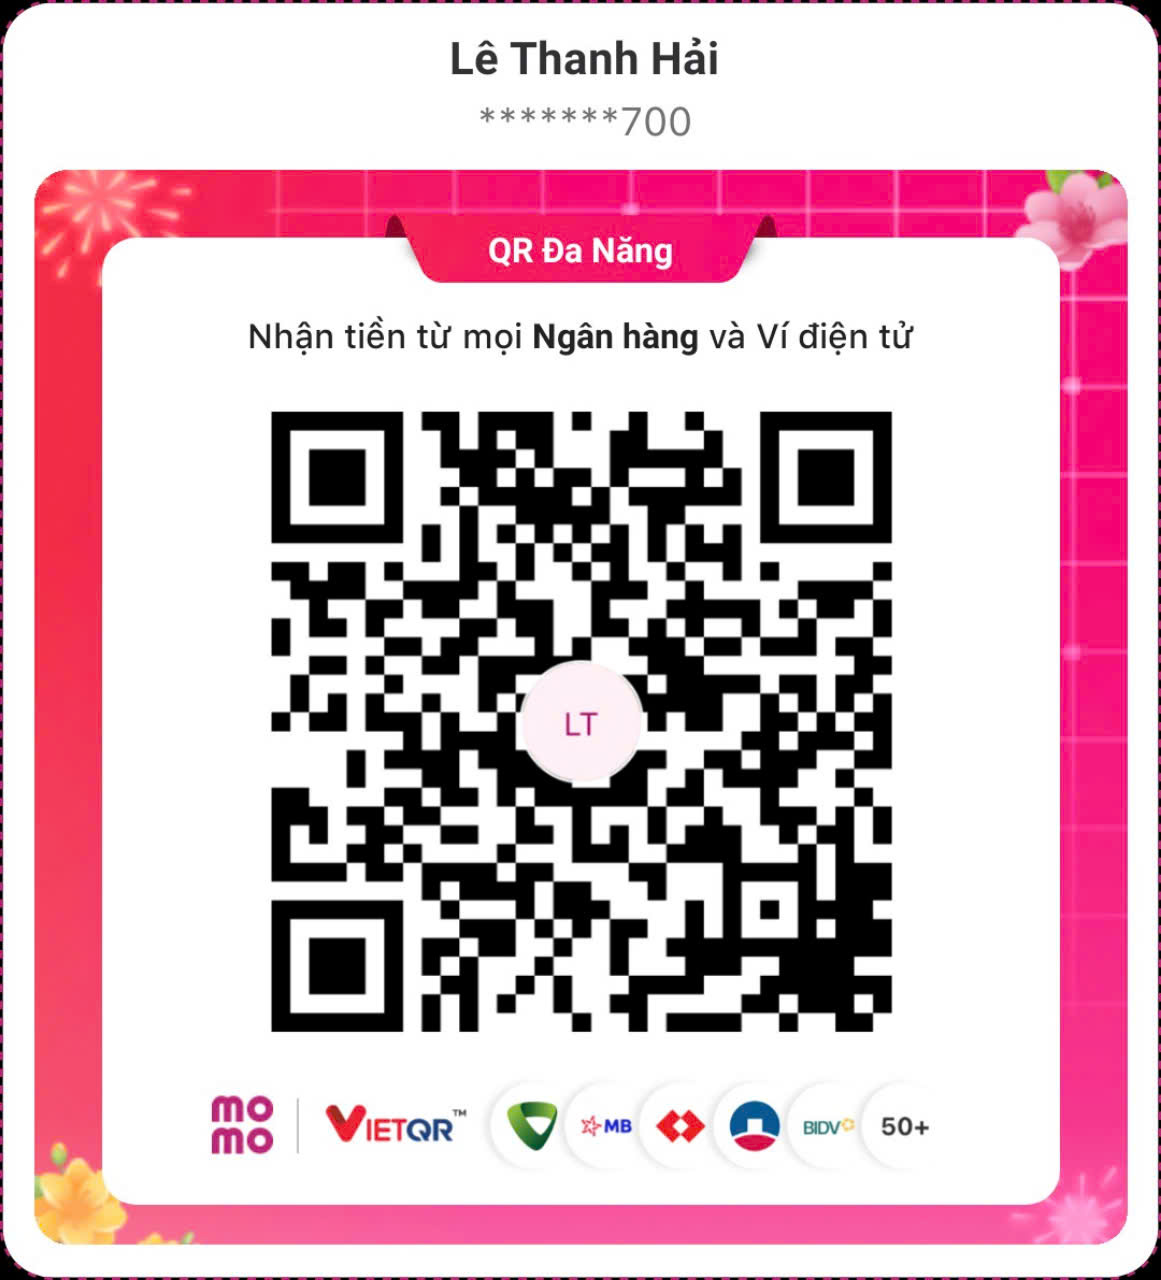 Lê Thanh Hải
*******700
QR Đa Năng
Nhận tiền từ mọi Ngân hàng và Ví điện tử
LT
mo
mo
VIETQR™
MB
BIDV
50+